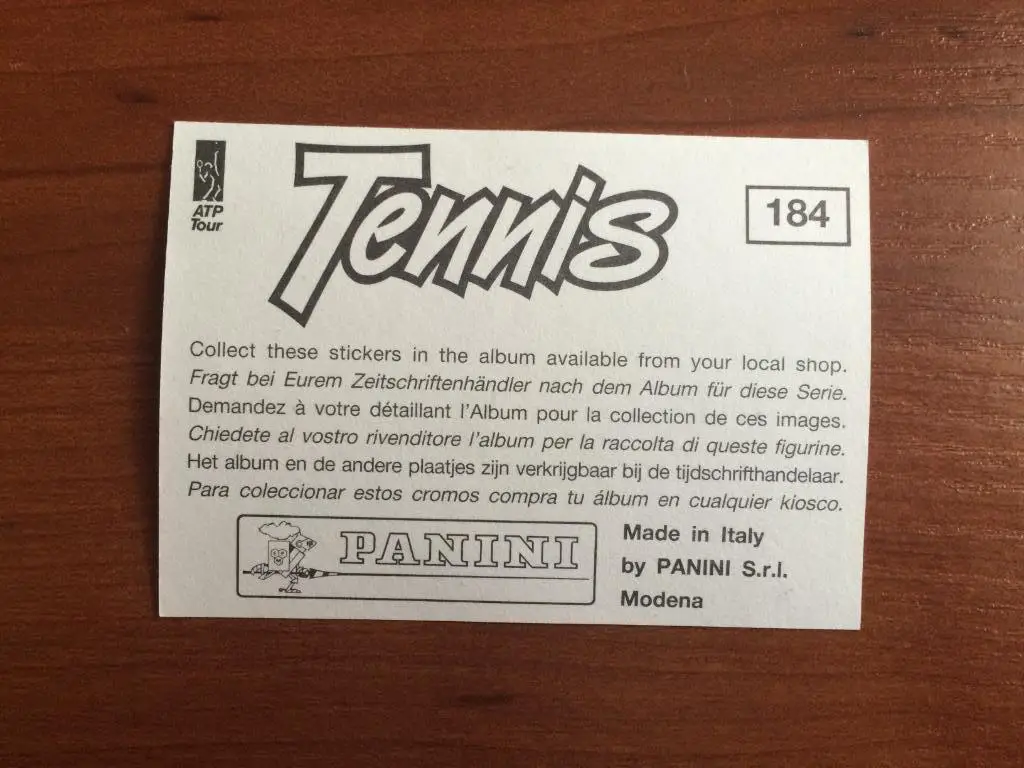 ATP
Tour
Tennis
184
Collect these stickers in the album available from your local shop.
Fragt bei Eurem Zeitschriftenhändler nach dem Album für diese Serie.
Demandez à votre détaillant l'Album pour la collection de ces images.
Chiedete al vostro rivenditore l'album per la raccolta di queste figurine.
Het album en de andere plaatjes zijn verkrijgbaar bij de tijdschrifthandelaar.
Para coleccionar estos cromos compra tu álbum en cualquier kiosco.
PANINI
Made in Italy
by PANINI S.r.l.
Modena